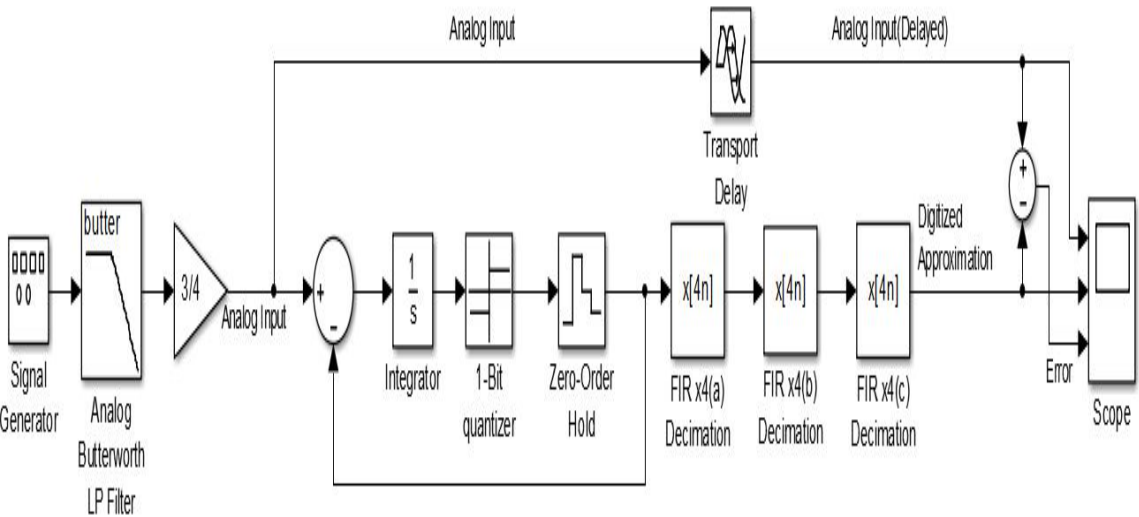 Analog Input
Analog Input(Delayed)
Transport
Delay
butter
3/4
Analog Input
+
−
1
s
x[4n]
x[4n]
x[4n]
Digitized
Approximation
+
−
Error
Signal
Generator
Analog
Butterworth
LP Filter
Integrator
1-Bit
quantizer
Zero-Order
Hold
FIR x4(a)
Decimation
FIR x4(b)
Decimation
FIR x4(c)
Decimation
Scope